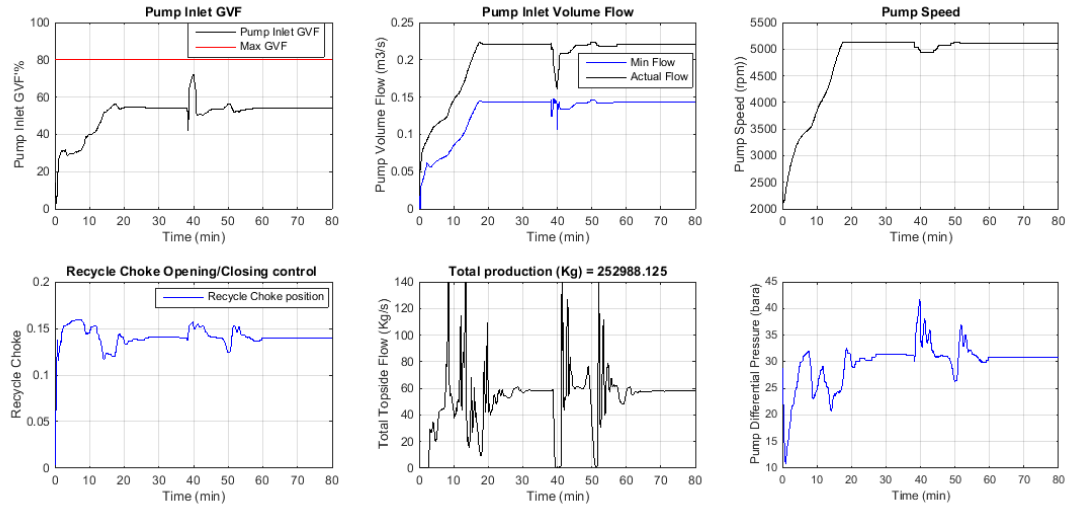 Pump Inlet GVF
Pump Inlet GVF'%
100
80
60
40
20
0
Pump Inlet GVF
Max GVF
0 10 20 30 40 50 60 70 80
Time (min)
Pump Inlet Volume Flow
Pump Volume Flow (m3/s)
0.25
0.2
0.15
0.1
0.05
0
Min Flow
Actual Flow
0 10 20 30 40 50 60 70 80
Time (min)
Pump Speed
Pump Speed (rpm))
5500
5000
4500
4000
3500
3000
2500
2000
0 10 20 30 40 50 60 70 80
Time (min)
Recycle Choke Opening/Closing control
Recycle Choke
0.2
0.15
0.1
0.05
0
Recycle Choke position
0 10 20 30 40 50 60 70 80
Time (min)
Total production (Kg) = 252988.125
Total Topside Flow (Kg/s)
140
120
100
80
60
40
20
0
0 10 20 30 40 50 60 70 80
Time (min)
Pump Differential Pressure (bara)
45
40
35
30
25
20
15
10
0 10 20 30 40 50 60 70 80
Time (min)